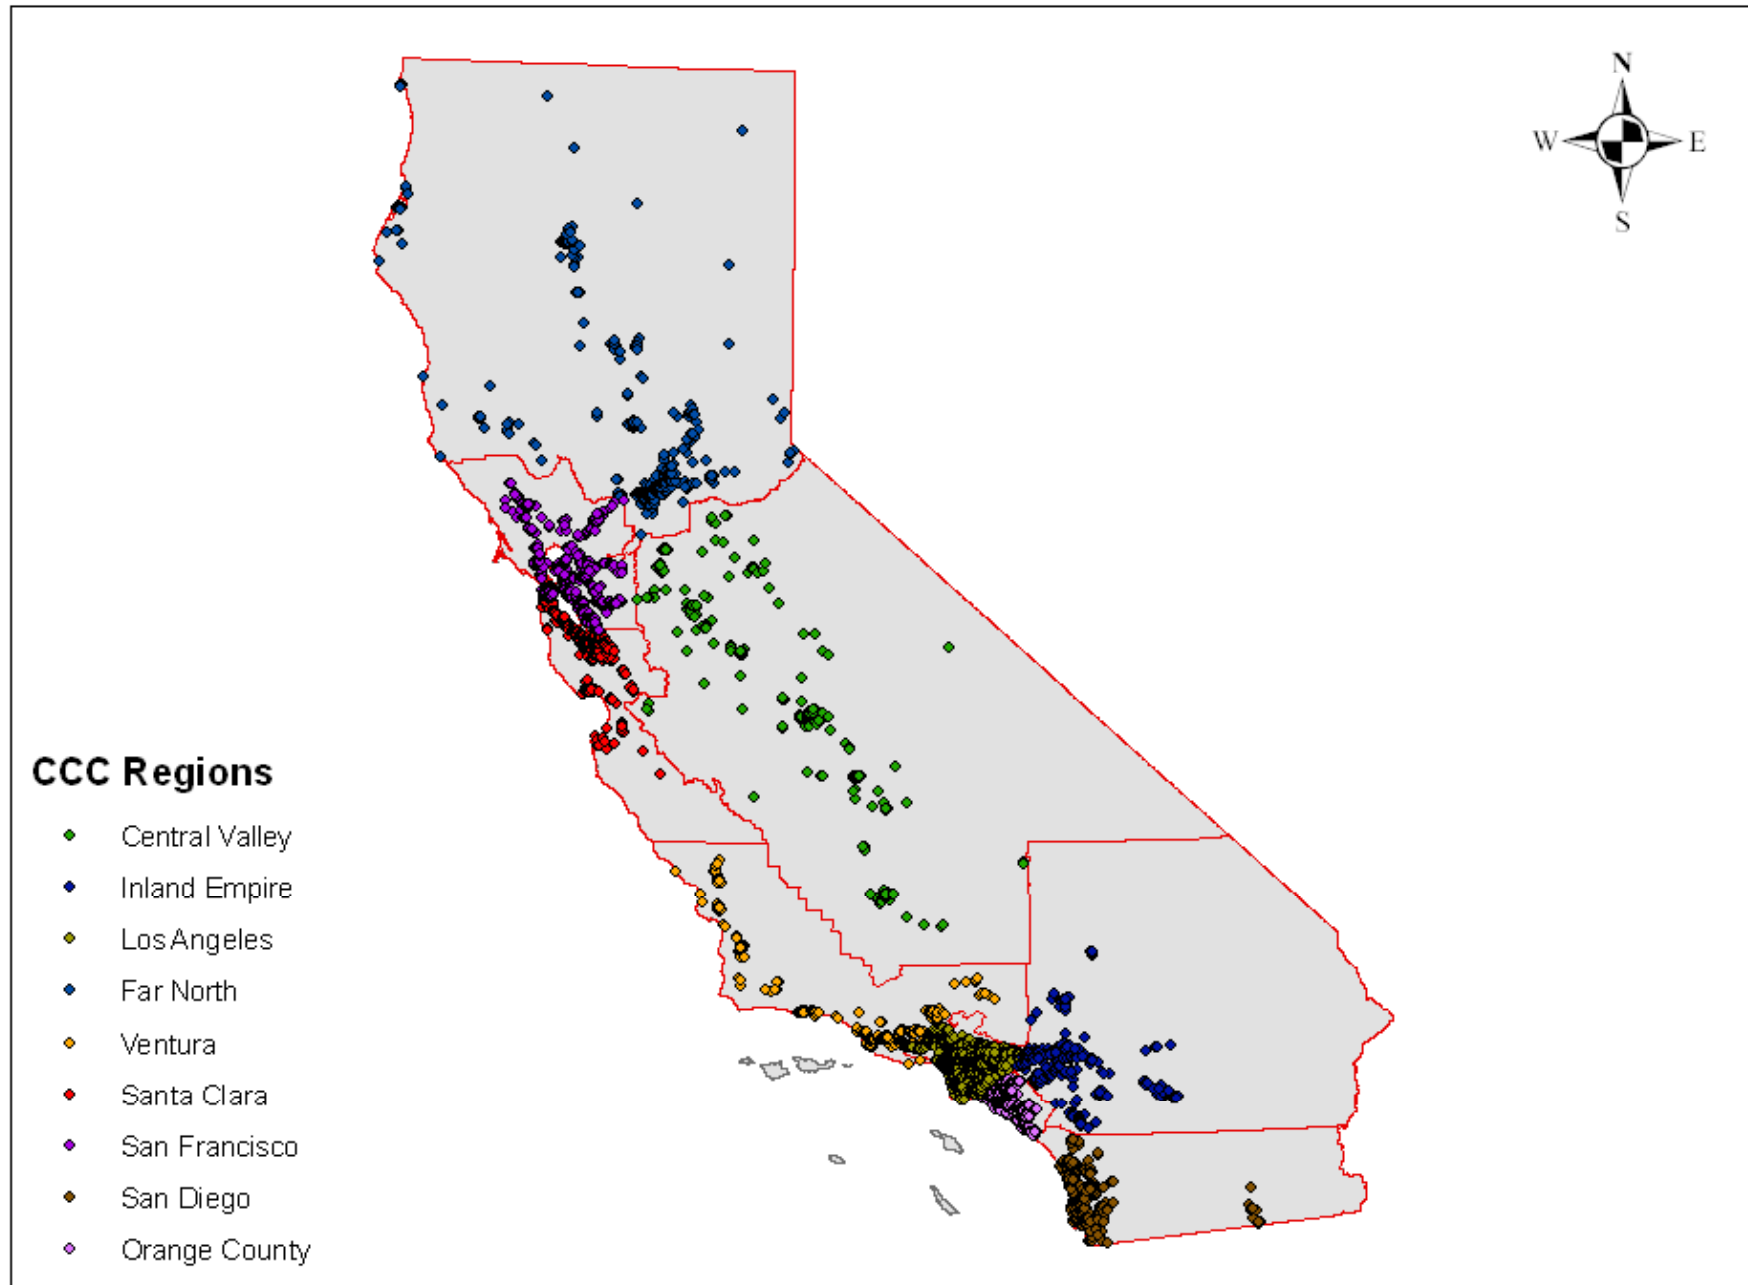 N
W E
S
CCC Regions
Central Valley
Inland Empire
Los Angeles
Far North
Ventura
Santa Clara
San Francisco
San Diego
Orange County